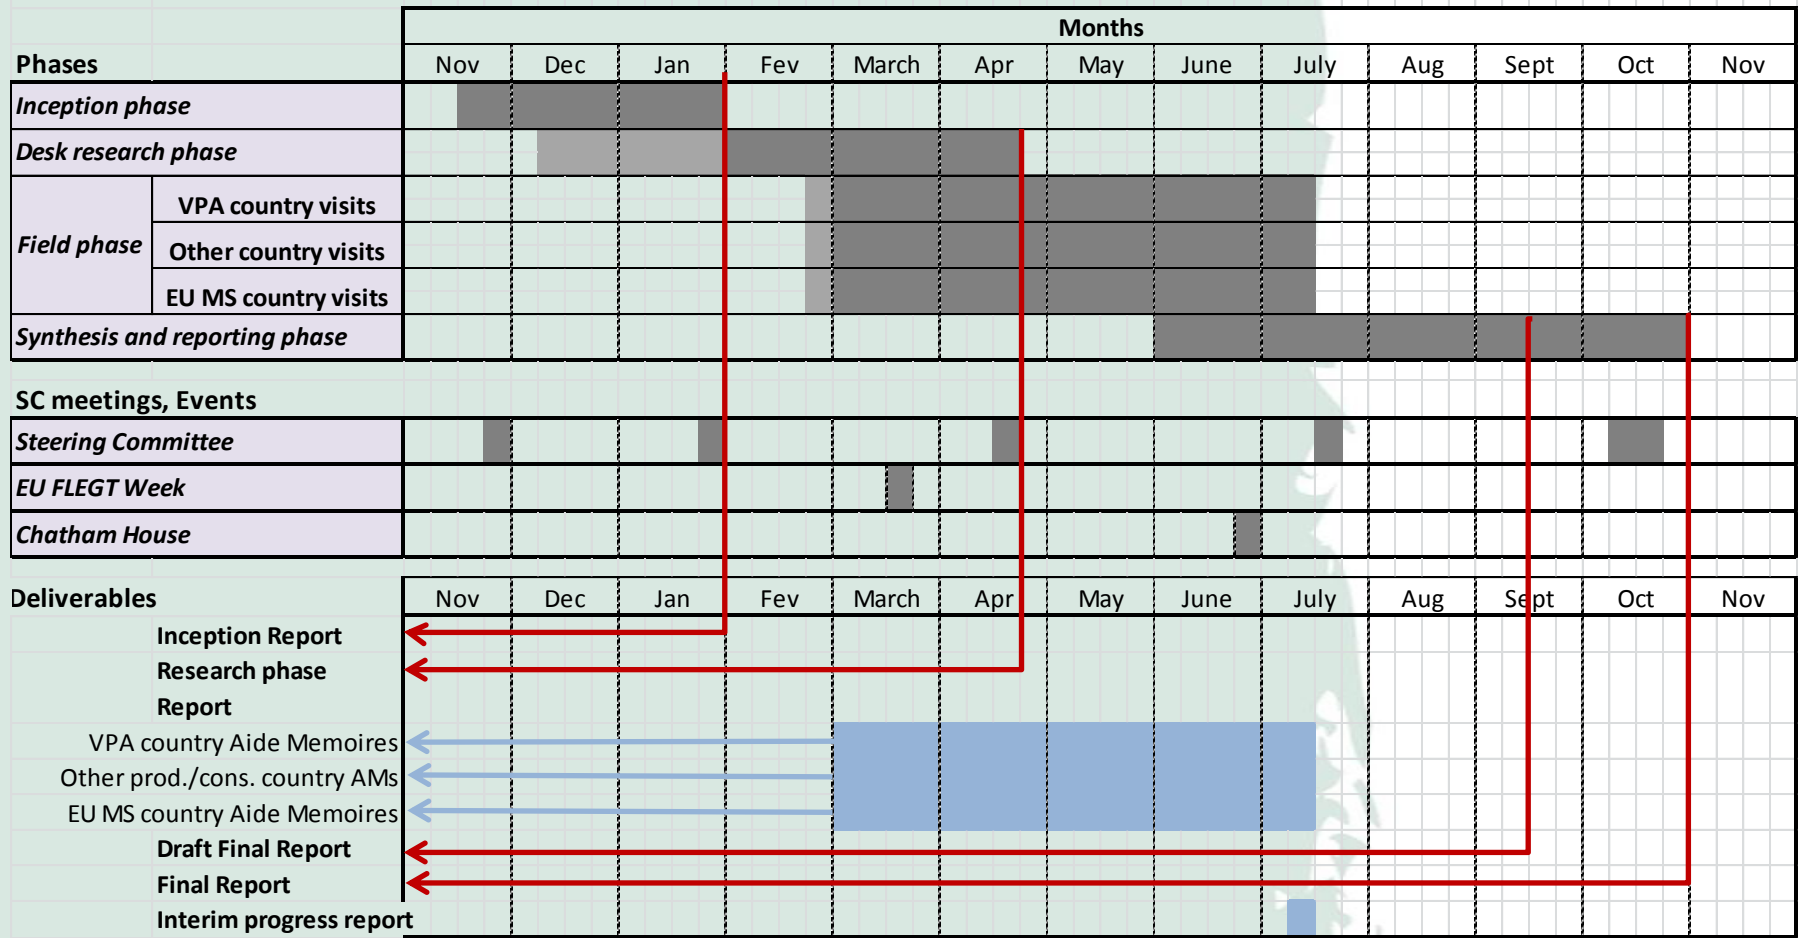 Months
Phases Nov Dec Jan Fev March Apr May June July Aug Sept Oct Nov
Inception phase
Desk research phase
Field phase
VPA country visits
Other country visits
EU MS country visits
Synthesis and reporting phase
SC meetings, Events
Steering Committee
EU FLEGT Week
Chatham House
Deliverables Nov Dec Jan Fev March Apr May June July Aug Sept Oct Nov
Inception Report
Research phase
Report
VPA country Aide Memoires
Other prod./cons. country AMs
EU MS country Aide Memoires
Draft Final Report
Final Report
Interim progress report